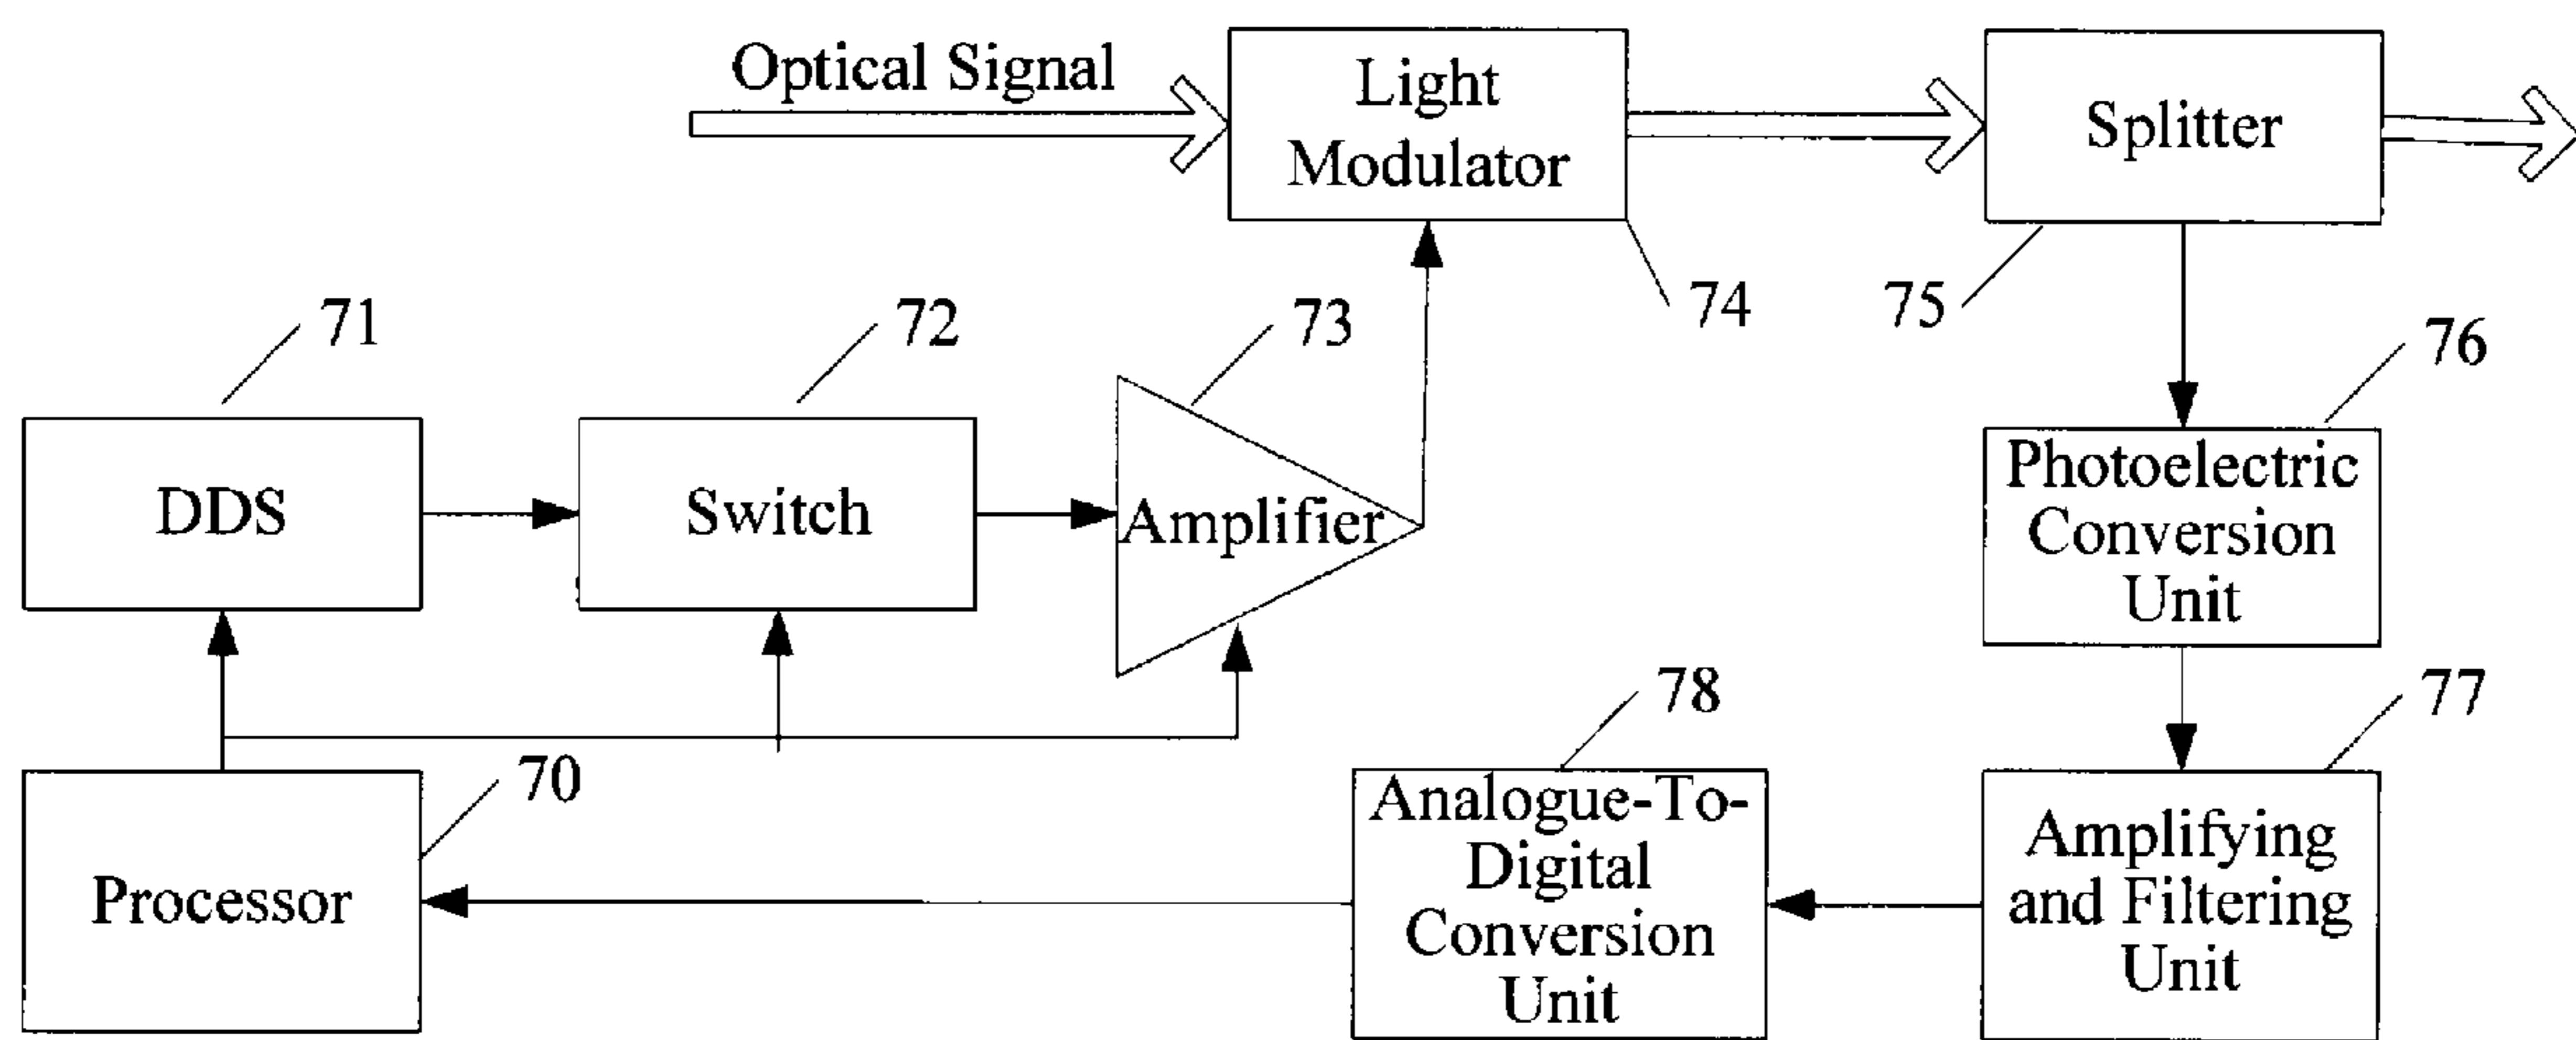 Optical Signal
Light
Modulator
Splitter
74
75
71
72
73
76
DDS
Switch
Amplifier
Photoelectric
Conversion
Unit
70
78
77
Processor
Analogue-To-
Digital
Conversion
Unit
Amplifying
and Filtering
Unit